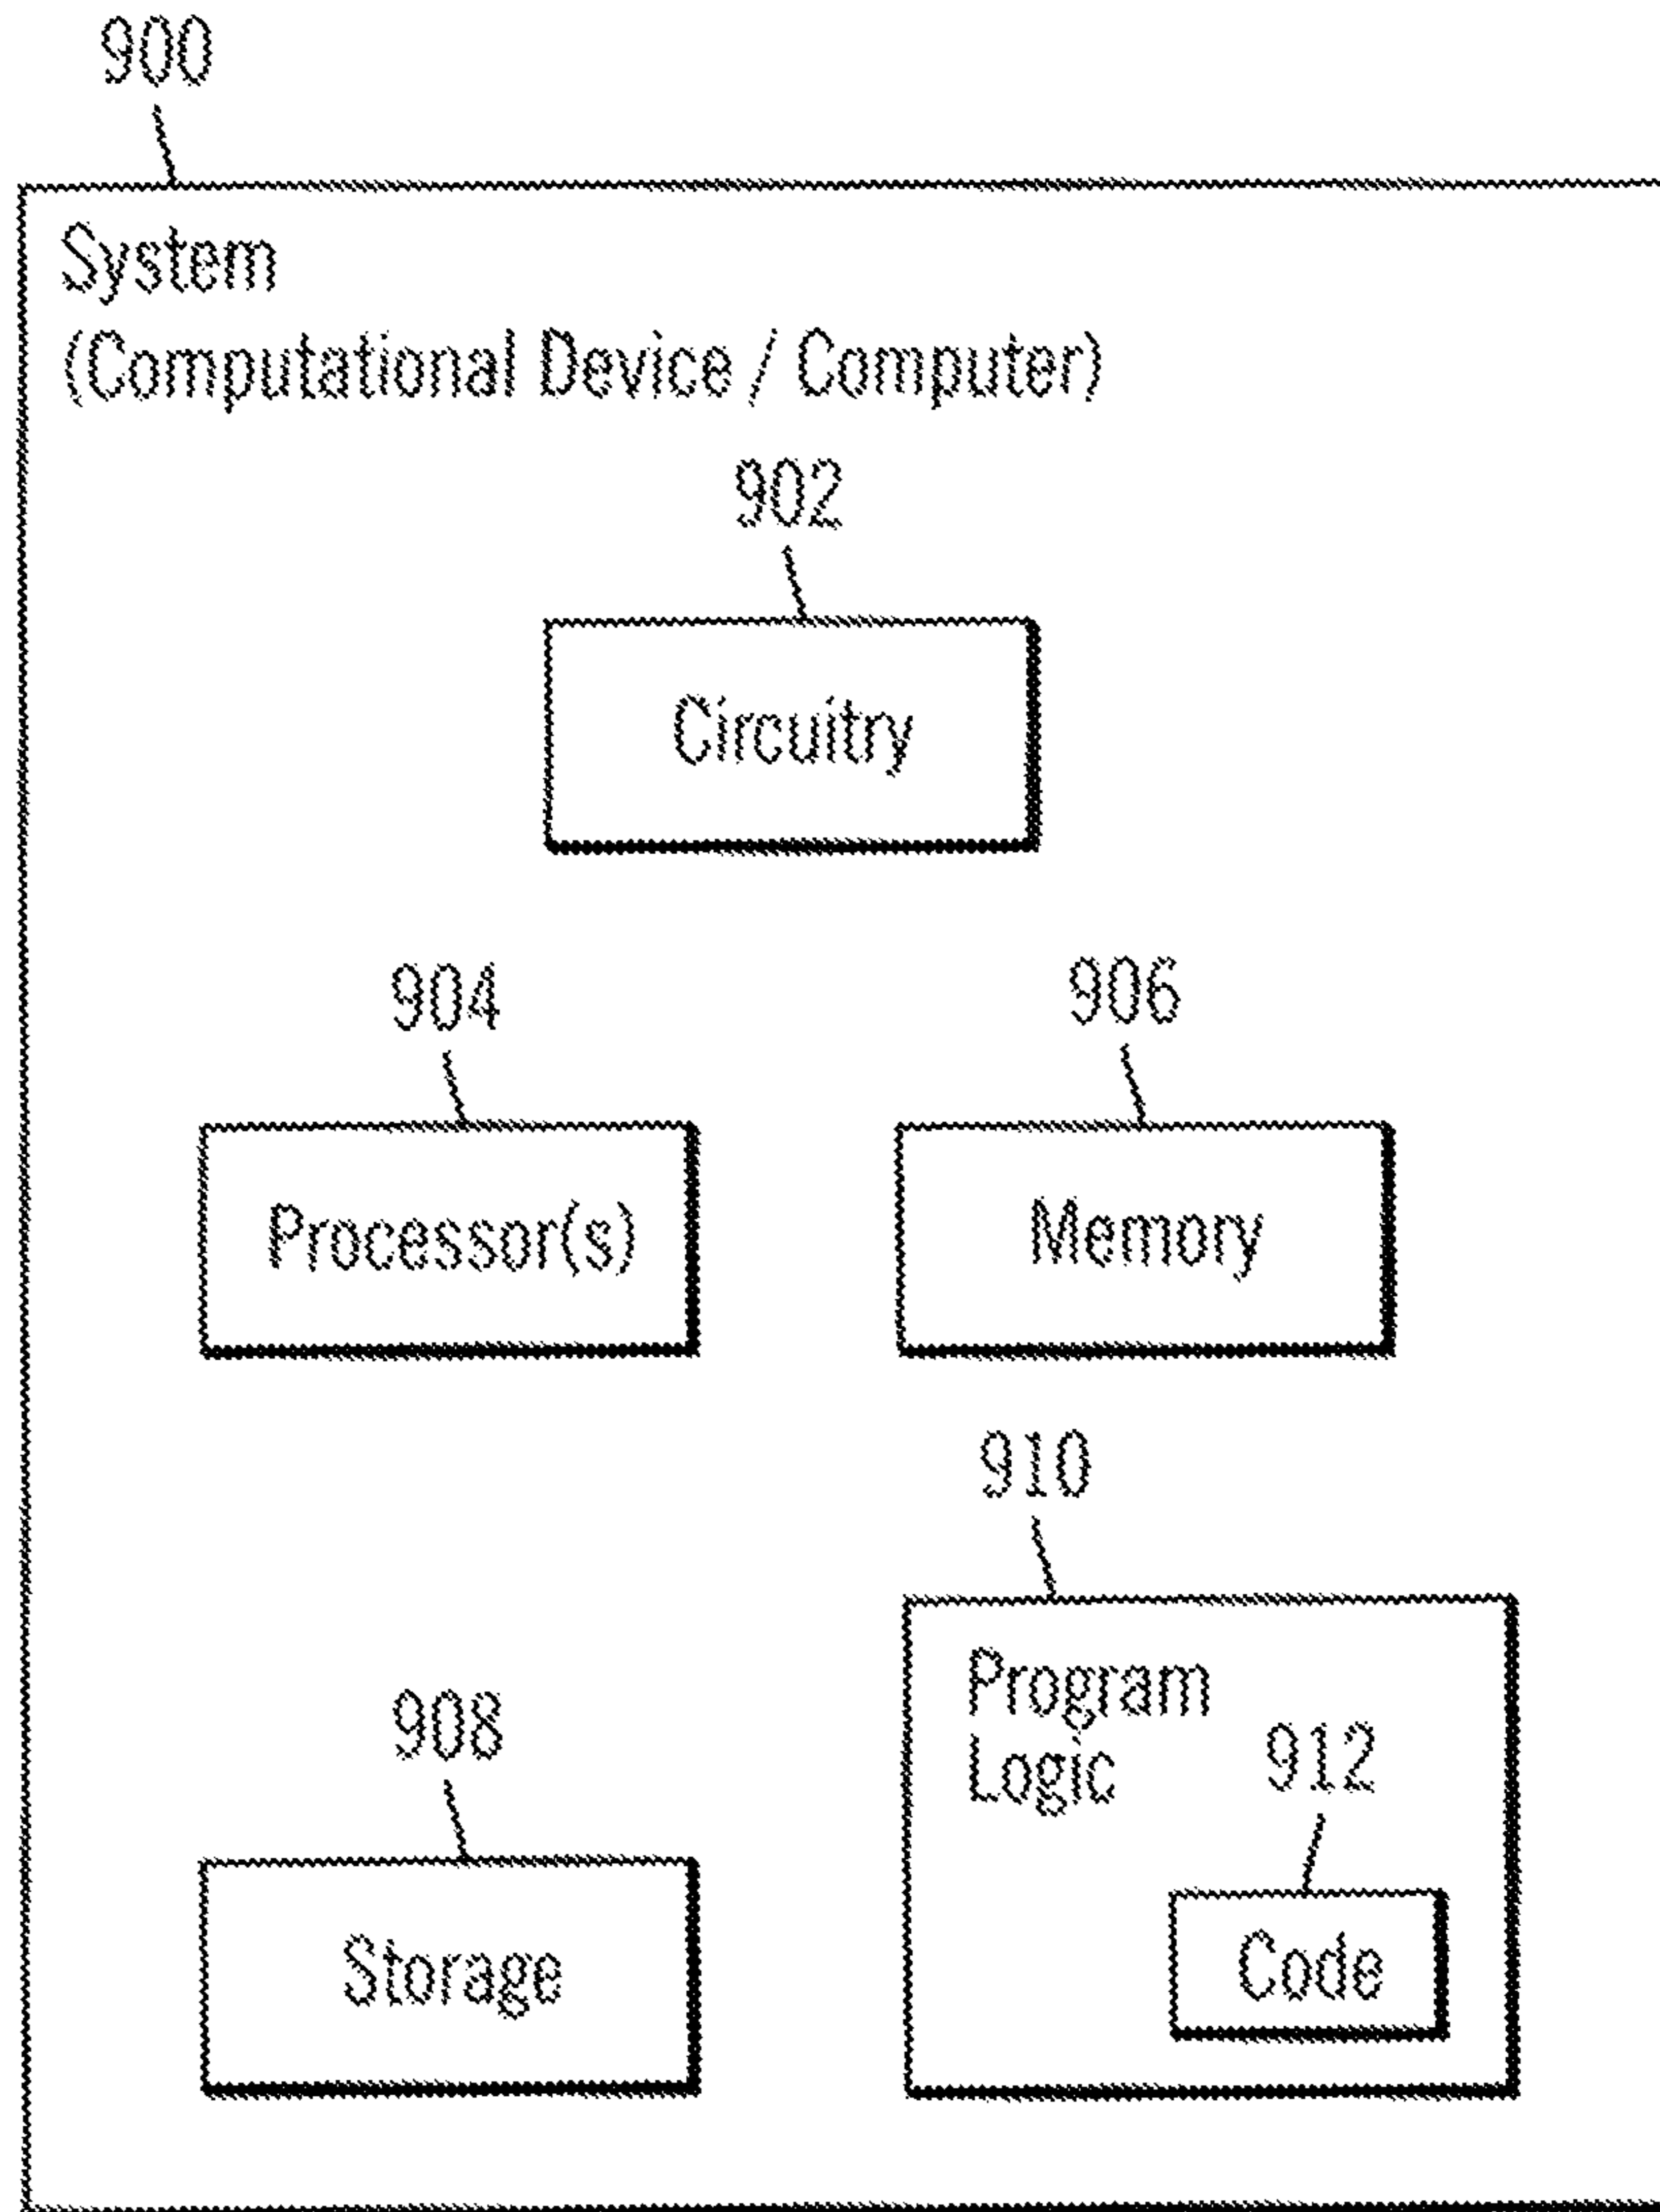 900
System
(Computational Device / Computer)
902
Circuitry
904
906
Processor(s)
Memory
910
Program
Logic
908
912
Storage
Code